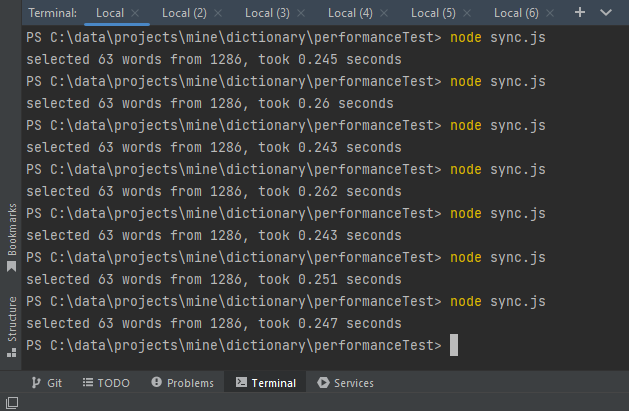 Terminal: Local Local (2) Local (3) Local (4) Local (5) Local (6)
PS C:\data\projects\mine\dictionary\performanceTest> node sync.js
selected 63 words from 1286, took 0.245 seconds
PS C:\data\projects\mine\dictionary\performanceTest> node sync.js
selected 63 words from 1286, took 0.26 seconds
PS C:\data\projects\mine\dictionary\performanceTest> node sync.js
selected 63 words from 1286, took 0.243 seconds
PS C:\data\projects\mine\dictionary\performanceTest> node sync.js
selected 63 words from 1286, took 0.262 seconds
PS C:\data\projects\mine\dictionary\performanceTest> node sync.js
selected 63 words from 1286, took 0.243 seconds
PS C:\data\projects\mine\dictionary\performanceTest> node sync.js
selected 63 words from 1286, took 0.251 seconds
PS C:\data\projects\mine\dictionary\performanceTest> node sync.js
selected 63 words from 1286, took 0.247 seconds
PS C:\data\projects\mine\dictionary\performanceTest>
Bookmarks
Structure
Git TODO Problems Terminal Services